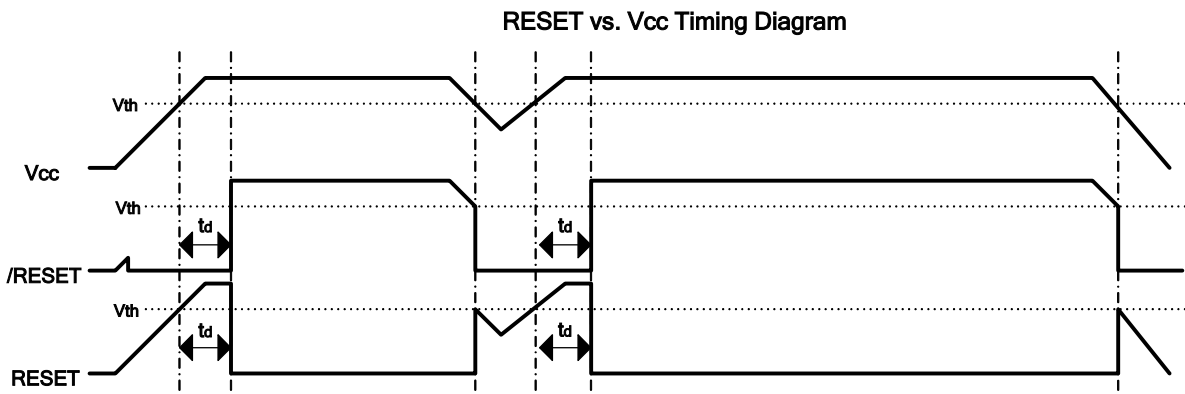 RESET vs. Vcc Timing Diagram
Vth
Vcc
Vth
td
td
/RESET
Vth
td
td
RESET